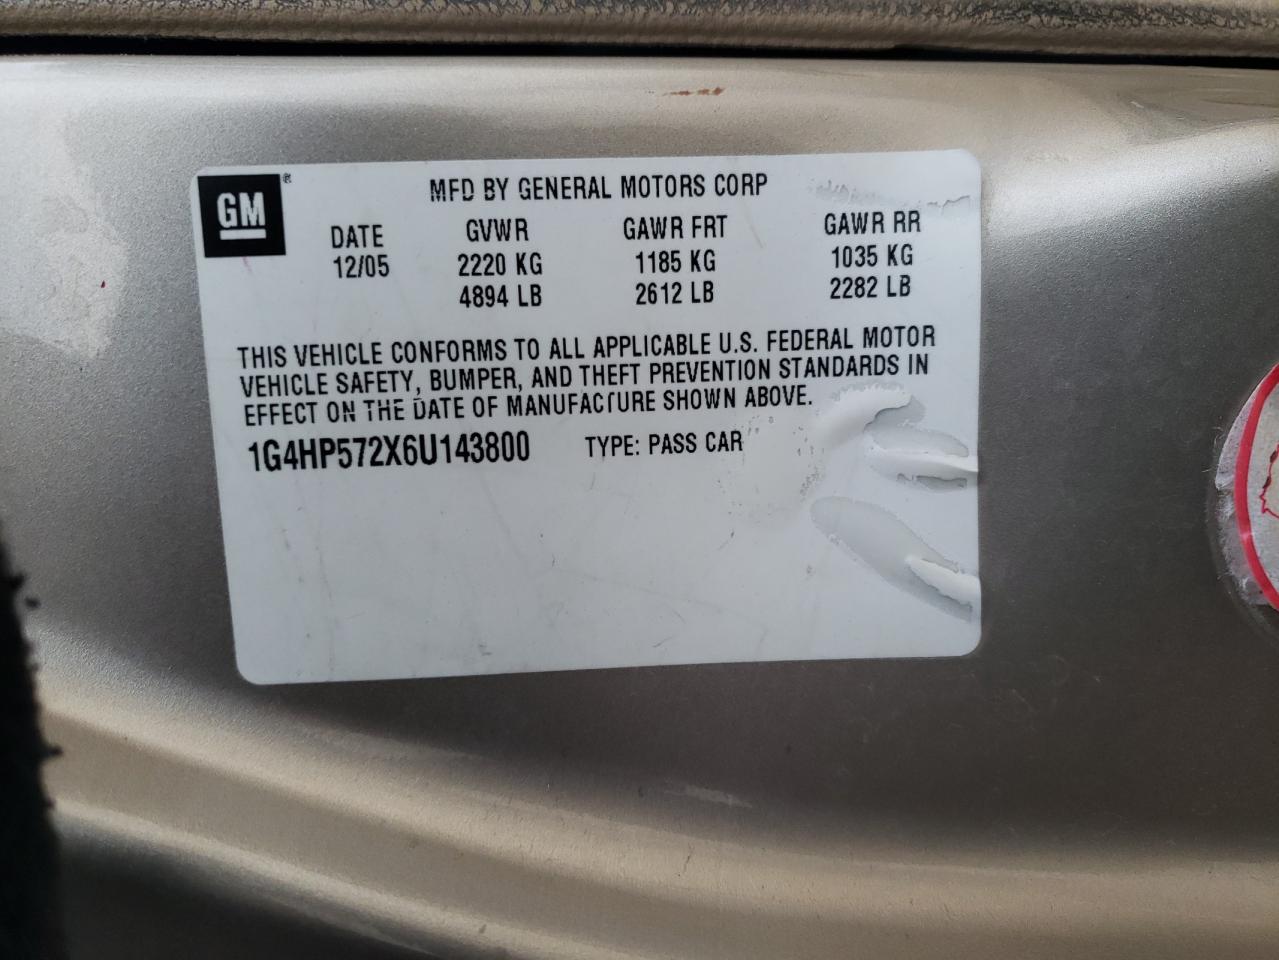 GM ®
MFD BY GENERAL MOTORS CORP
DATE GVWR GAWR FRT GAWR RR
12/05 2220 KG 1185 KG 1035 KG
4894 LB 2612 LB 2282 LB
THIS VEHICLE CONFORMS TO ALL APPLICABLE U.S. FEDERAL MOTOR
VEHICLE SAFETY, BUMPER, AND THEFT PREVENTION STANDARDS IN
EFFECT ON THE DATE OF MANUFACTURE SHOWN ABOVE.
1G4HP572X6U143800 TYPE: PASS CAR